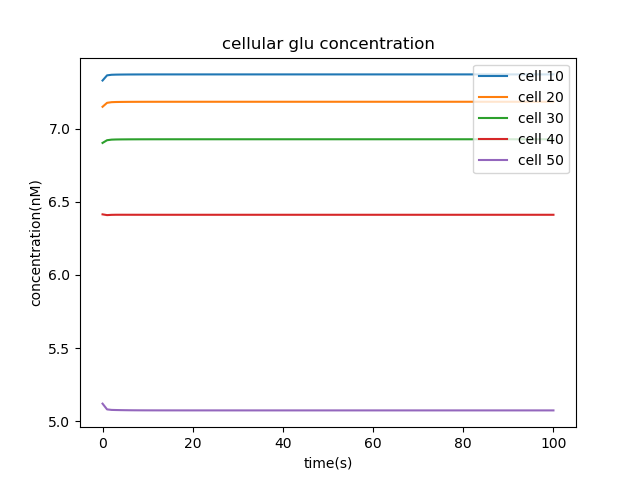 cellular glu concentration
cell 10
cell 20
cell 30
cell 40
cell 50
concentration(nM)
7.0
6.5
6.0
5.5
5.0
0
20
40
60
80
100
time(s)